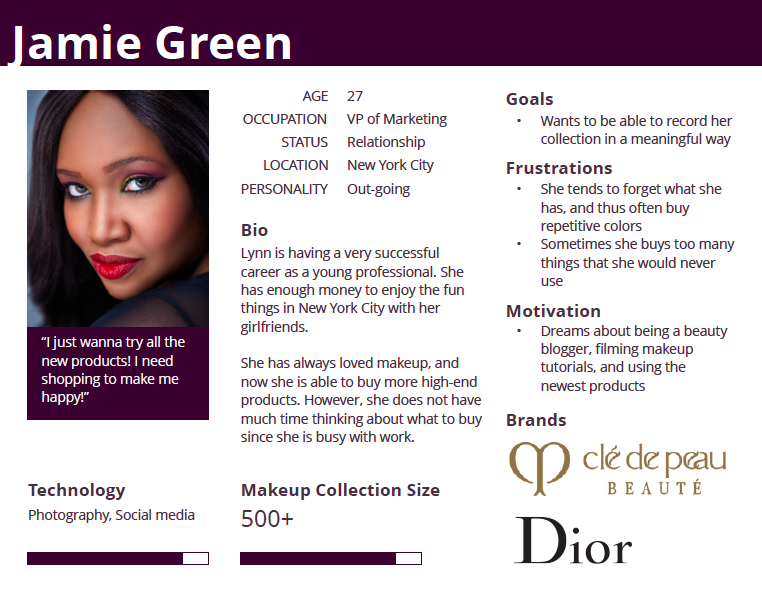 Jamie Green
AGE 27
OCCUPATION VP of Marketing
STATUS Relationship
LOCATION New York City
PERSONALITY Out-going
Bio
Lynn is having a very successful
career as a young professional. She
has enough money to enjoy the fun
things in New York City with her
girlfriends.
She has always loved makeup, and
now she is able to buy more high-end
products. However, she does not have
much time thinking about what to buy
since she is busy with work.
“I just wanna try all the
new products! I need
shopping to make me
happy!”
Technology
Photography, Social media
Makeup Collection Size
500+
Goals
• Wants to be able to record her
collection in a meaningful way
Frustrations
• She tends to forget what she
has, and thus often buy
repetitive colors
• Sometimes she buys too many
things that she would never
use
Motivation
• Dreams about being a beauty
blogger, filming makeup
tutorials, and using the
newest products
Brands
clé de peau
BEAUTÉ
Dior